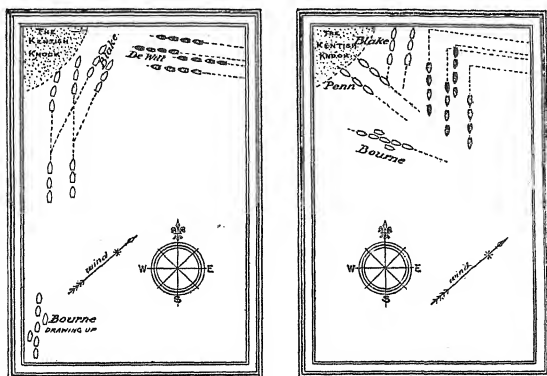 THE
KENTISH
KNOCK
Blake
De Witt
wind
W
E
S
Bourne
DRAWING UP
THE
KENTISH
KNOCK
Blake
Penn
Bourne
W
E
S
wind